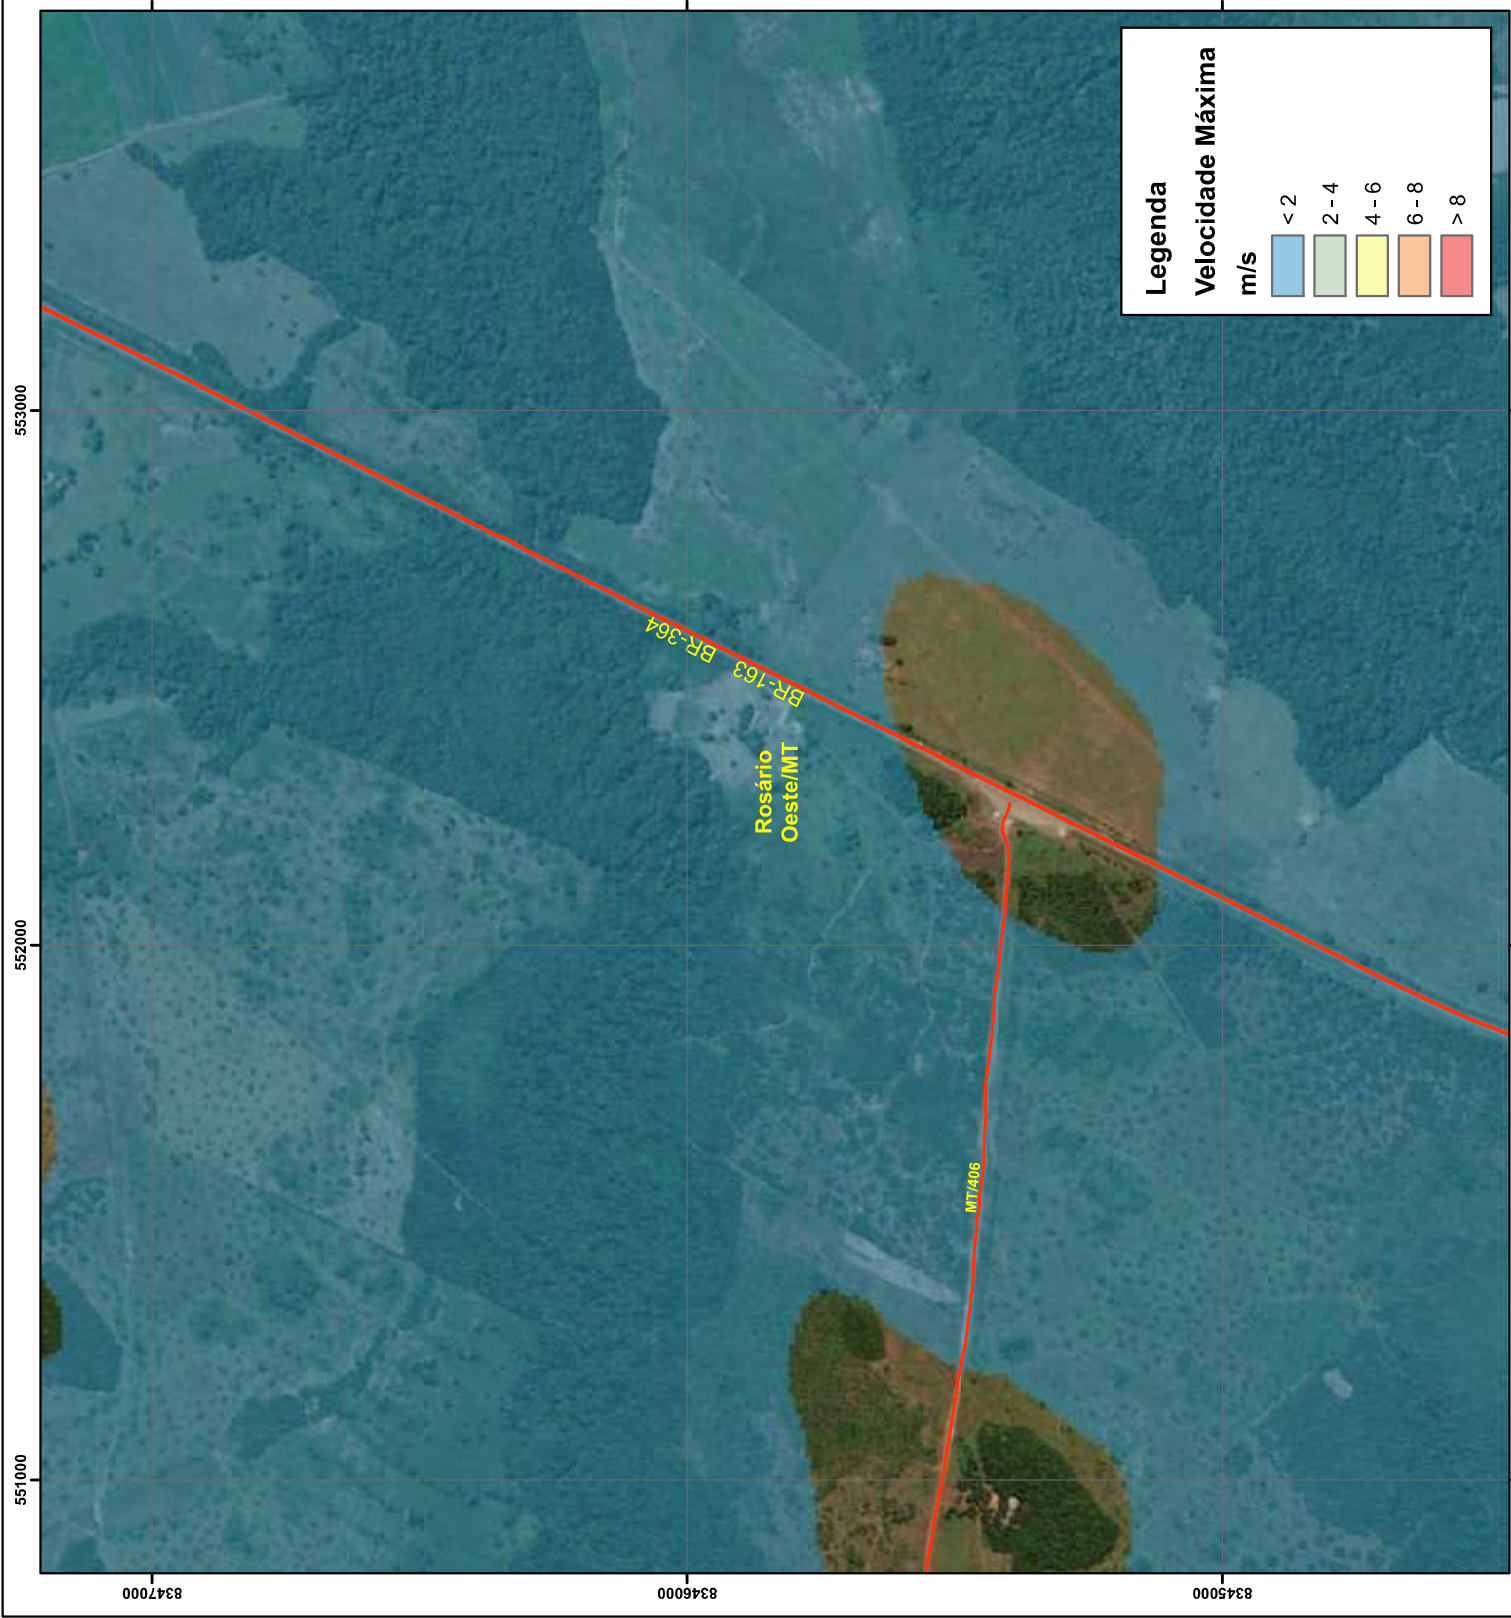 Legenda
Velocidade Máxima
m/s
< 2
2 - 4
4 - 6
6 - 8
> 8
BR-364
BR-163
Rosário
Oeste/MT
MT/406
553000
552000
551000
8347000
8346000
8345000